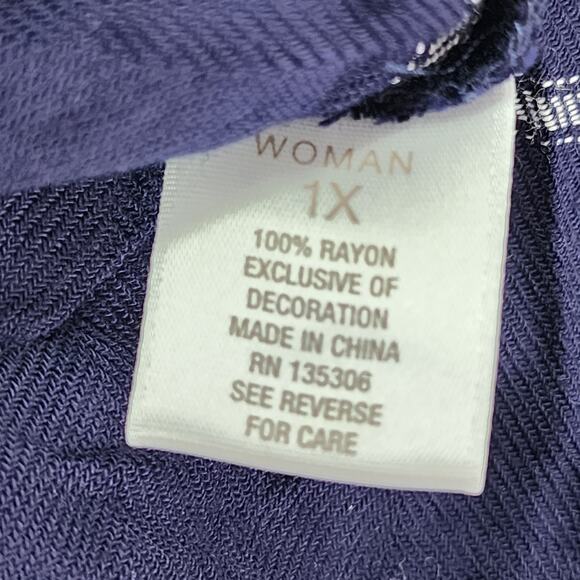 WOMAN
1X
100% RAYON
EXCLUSIVE OF
DECORATION
MADE IN CHINA
RN 135306
SEE REVERSE
FOR CARE